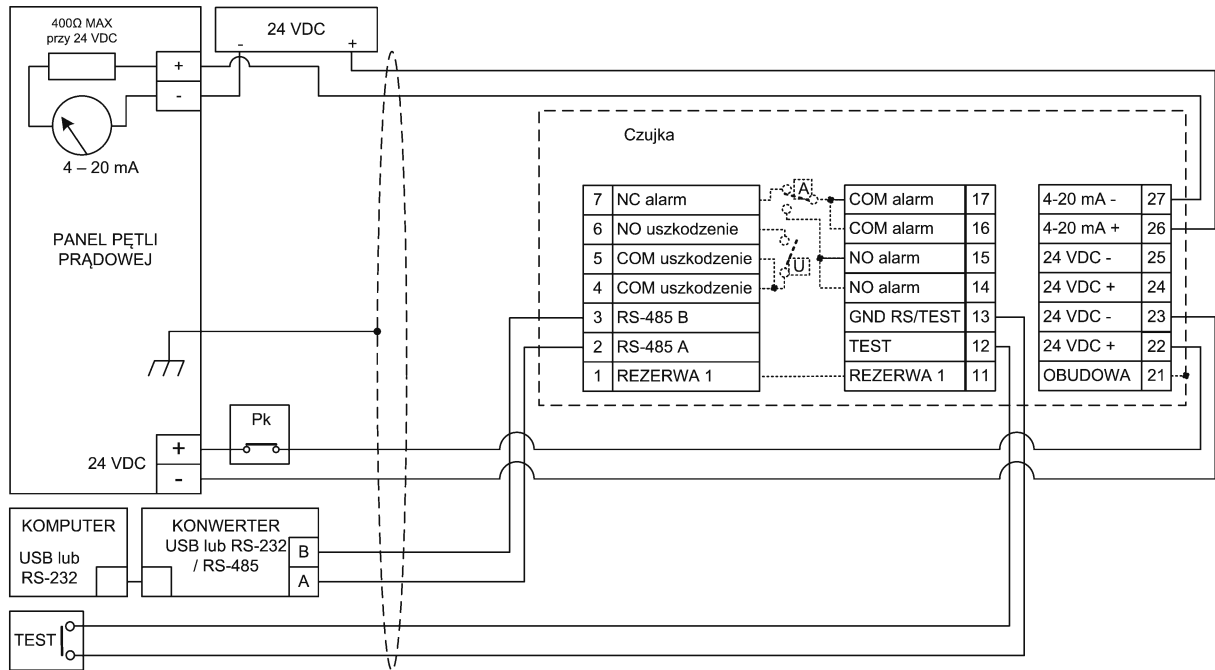 400Ω MAX
przy 24 VDC
+
-
4 – 20 mA
PANEL PĘTLI
PRĄDOWEJ
24 VDC
-
+
Czujka
7 NC alarm
6 NO uszkodzenie
5 COM uszkodzenie
4 COM uszkodzenie
3 RS-485 B
2 RS-485 A
1 REZERWA 1
A
U
COM alarm 17
COM alarm 16
NO alarm 15
NO alarm 14
GND RS/TEST 13
TEST 12
REZERWA 1 11
4-20 mA - 27
4-20 mA + 26
24 VDC - 25
24 VDC + 24
24 VDC - 23
24 VDC + 22
OBUDOWA 21
Pk
24 VDC
+
-
KOMPUTER
USB lub
RS-232
KONWERTER
USB lub RS-232
/ RS-485
B
A
TEST